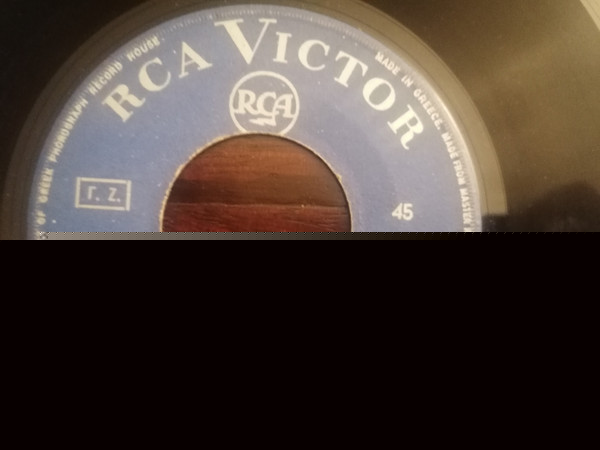 RCA VICTOR
RCA
OF GREEK PHONOGRAPH RECORD HOUSE
MADE IN GREECE. MADE FROM MASTER
Γ. Ζ.
45